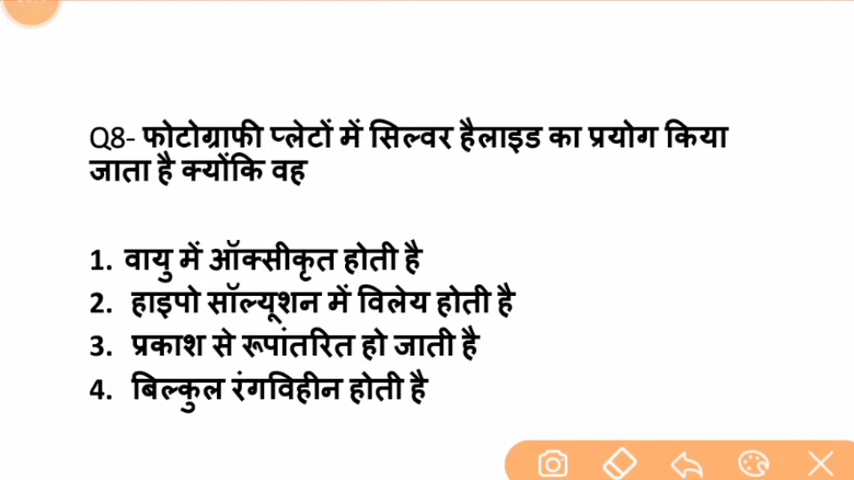 Q8- फोटोग्राफी प्लेटों में सिल्वर हैलाइड का प्रयोग किया
जाता है क्योंकि वह
1. वायु में ऑक्सीकृत होती है
2. हाइपो सॉल्यूशन में विलेय होती है
3. प्रकाश से रूपांतरित हो जाती है
4. बिल्कुल रंगविहीन होती है